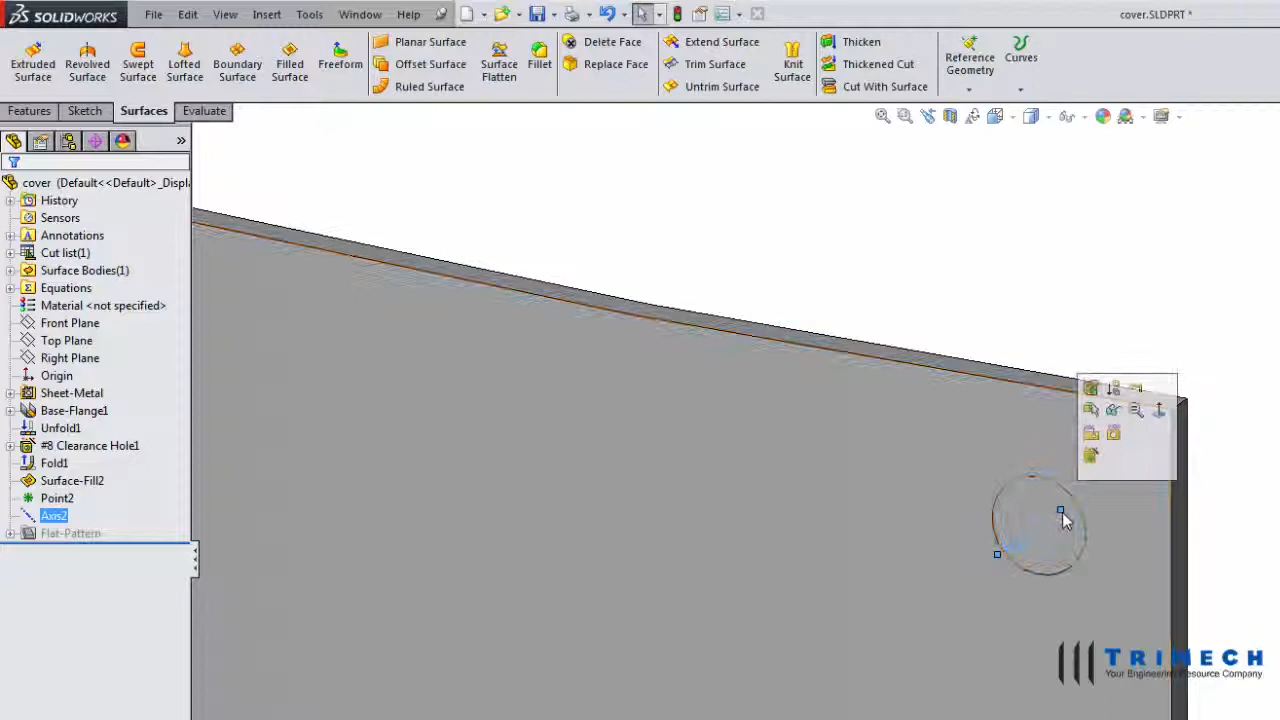 SOLIDWORKS File Edit View Insert Tools Window Help cover.SLDPRT *
Extruded Surface
Revolved Surface
Swept Surface
Lofted Surface
Boundary Surface
Filled Surface
Freeform
Planar Surface
Offset Surface
Ruled Surface
Surface Flatten
Fillet
Delete Face
Replace Face
Extend Surface
Trim Surface
Untrim Surface
Knit Surface
Thicken
Thickened Cut
Cut With Surface
Reference Geometry
Curves
Features Sketch Surfaces Evaluate
cover (Default<<Default>_Displa
History
Sensors
Annotations
Cut list(1)
Surface Bodies(1)
Equations
Material <not specified>
Front Plane
Top Plane
Right Plane
Origin
Sheet-Metal
Base-Flange1
Unfold1
#8 Clearance Hole1
Fold1
Surface-Fill2
Point2
Axis2
Flat-Pattern
TRIMECH
Your Engineering Resource Company